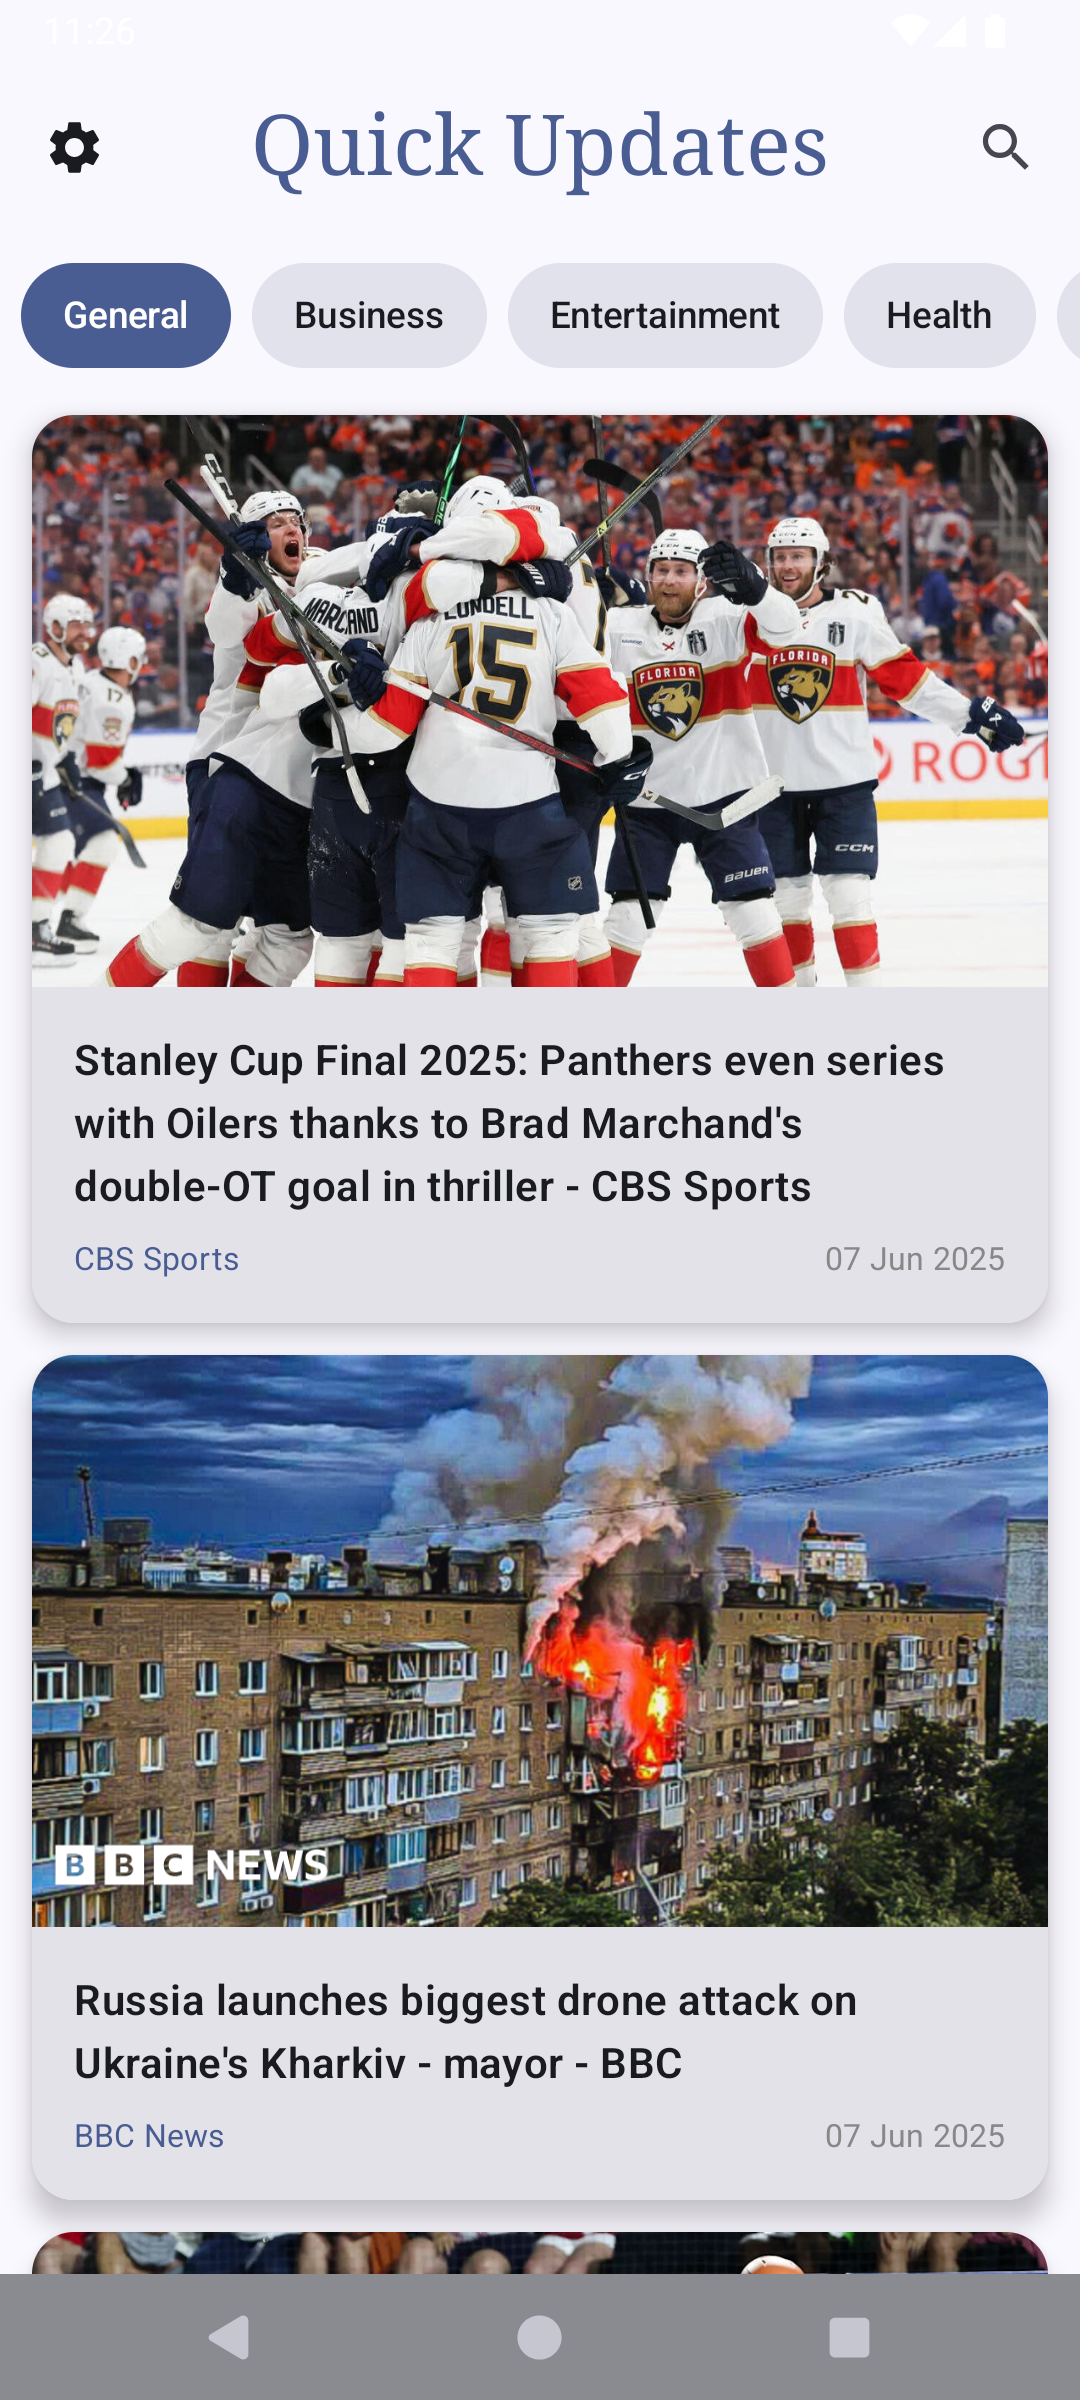 11:26
Quick Updates
General
Business
Entertainment
Health
MARCHAND
LUNDELL
15
17
2
FLORIDA
FLORIDA
ROG
CCM
BAUER
Stanley Cup Final 2025: Panthers even series
with Oilers thanks to Brad Marchand's
double-OT goal in thriller - CBS Sports
CBS Sports
07 Jun 2025
BBC NEWS
Russia launches biggest drone attack on
Ukraine's Kharkiv - mayor - BBC
BBC News
07 Jun 2025